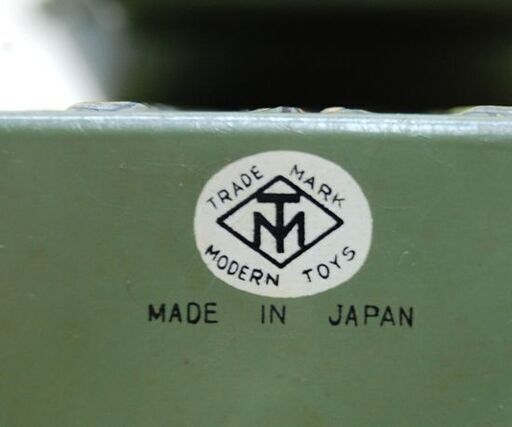 TRADE MARK
TM
MODERN TOYS
MADE IN JAPAN